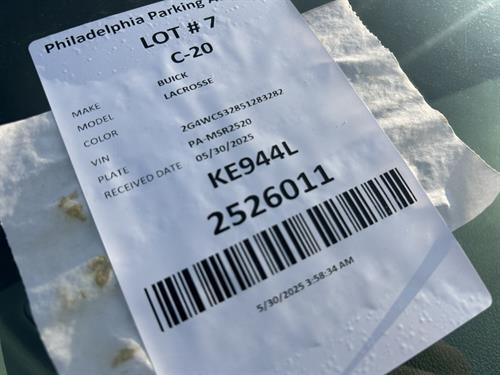 Philadelphia Parking
LOT # 7
C-20
MAKE BUICK
MODEL LACROSSE
COLOR
VIN 2G4WC532851283282
PLATE PA-MSR2520
RECEIVED DATE 05/30/2025
KE944L
2526011
5/30/2025 3:58:34 AM